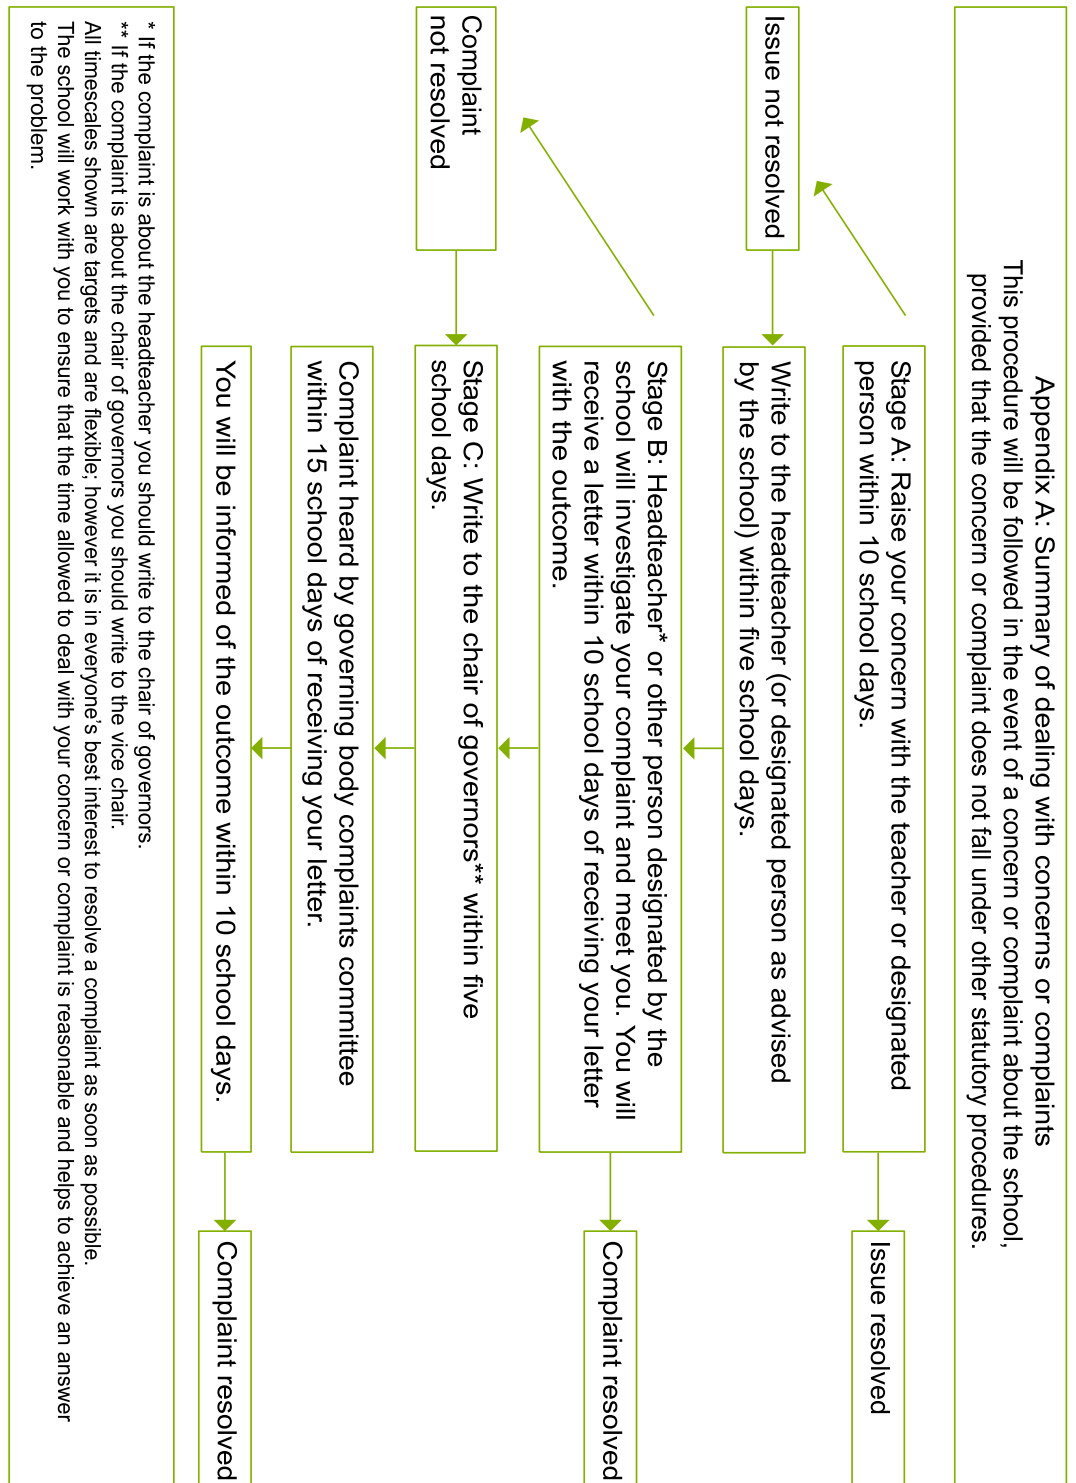 Appendix A: Summary of dealing with concerns or complaints
This procedure will be followed in the event of a concern or complaint about the school,
provided that the concern or complaint does not fall under other statutory procedures.
Stage A: Raise your concern with the teacher or designated
person within 10 school days.
Issue resolved
Issue not resolved
Write to the headteacher (or designated person as advised
by the school) within five school days.
Stage B: Headteacher* or other person designated by the
school will investigate your complaint and meet you. You will
receive a letter within 10 school days of receiving your letter
with the outcome.
Complaint resolved
Complaint
not resolved
Stage C: Write to the chair of governors** within five
school days.
Complaint heard by governing body complaints committee
within 15 school days of receiving your letter.
You will be informed of the outcome within 10 school days.
Complaint resolved
* If the complaint is about the headteacher you should write to the chair of governors.
** If the complaint is about the chair of governors you should write to the vice chair.
All timescales shown are targets and are flexible; however it is in everyone’s best interest to resolve a complaint as soon as possible.
The school will work with you to ensure that the time allowed to deal with your concern or complaint is reasonable and helps to achieve an answer
to the problem.